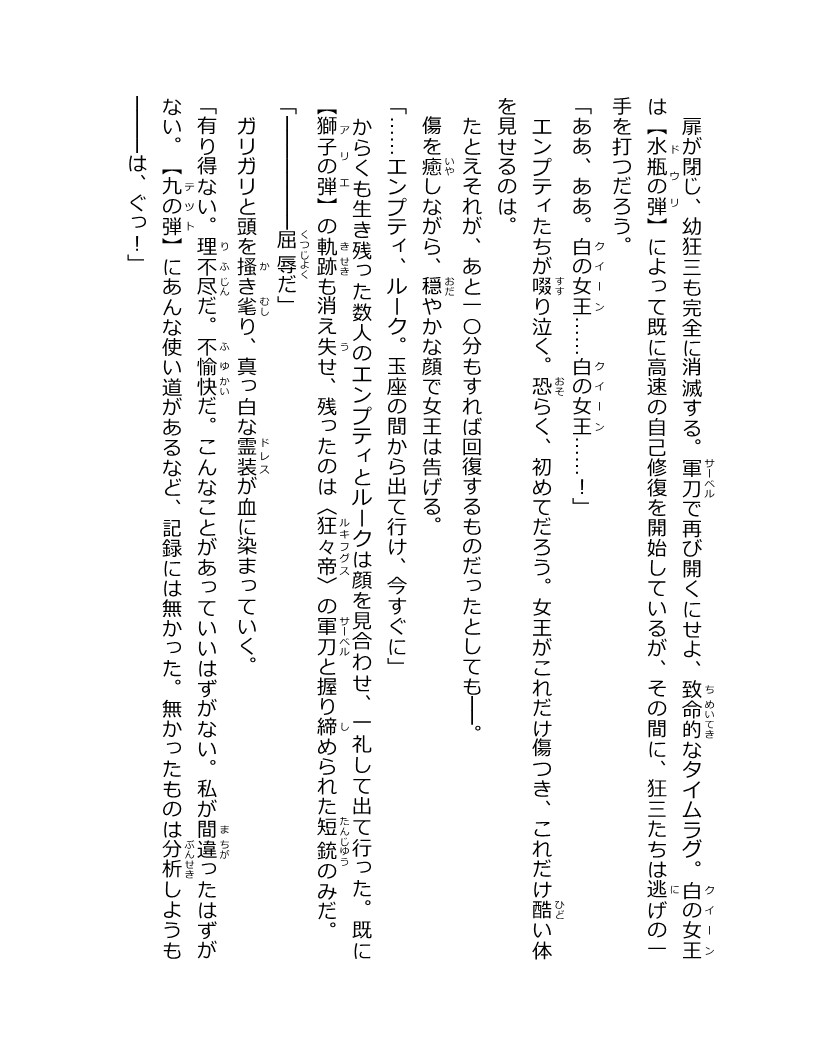 扉が閉じ、幼狂三も完全に消滅する。軍刀で再び開くにせよ、致命的なタイムラグ。白の女王
は【水瓶の弾】によって既に高速の自己修復を開始しているが、その間に、狂三たちは逃げの一
手を打つだろう。
「ああ、ああ。白の女王……白の女王……！」
エンプティたちが啜り泣く。恐らく、初めてだろう。女王がこれだけ傷つき、これだけ酷い体
を見せるのは。
たとえそれが、あと一〇分もすれば回復するものだったとしても──。
傷を癒しながら、穏やかな顔で女王は告げる。
「……エンプティ、ルーク。玉座の間から出て行け、今すぐに」
からくも生き残った数人のエンプティとルークは顔を見合わせ、一礼して出て行った。既に
【獅子の弾】の軌跡も消え失せ、残ったのは〈狂々帝〉の軍刀と握り締められた短銃のみだ。
「──────屈辱だ」
ガリガリと頭を掻き毟り、真っ白な霊装が血に染まっていく。
「有り得ない。理不尽だ。不愉快だ。こんなことがあっていいはずがない。私が間違ったはずが
ない。【九の弾】にあんな使い道があるなど、記録には無かった。無かったものは分析しようも
───は、ぐっ！」